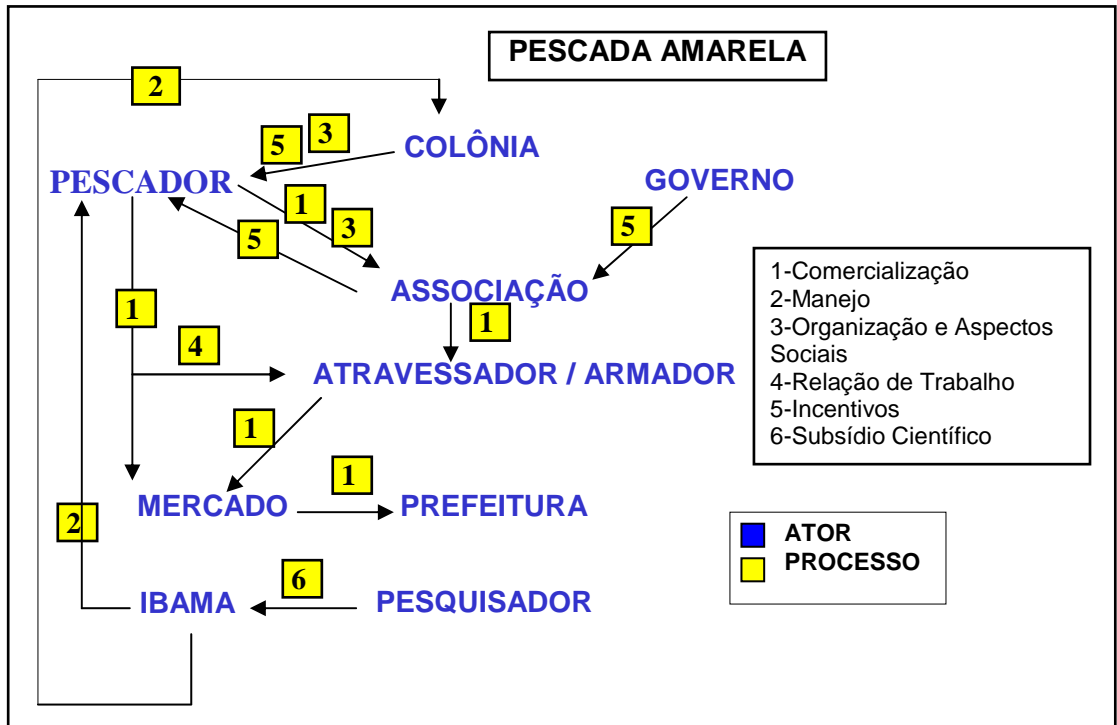 PESCADA AMARELA
2
5 3
COLÔNIA
PESCADOR
GOVERNO
1
3
5
5
ASSOCIAÇÃO
1
1
4
ATRAVESSADOR / ARMADOR
1
1
MERCADO
PREFEITURA
2
6
IBAMA
PESQUISADOR
1-Comercialização
2-Manejo
3-Organização e Aspectos
Sociais
4-Relação de Trabalho
5-Incentivos
6-Subsídio Científico
ATOR
PROCESSO